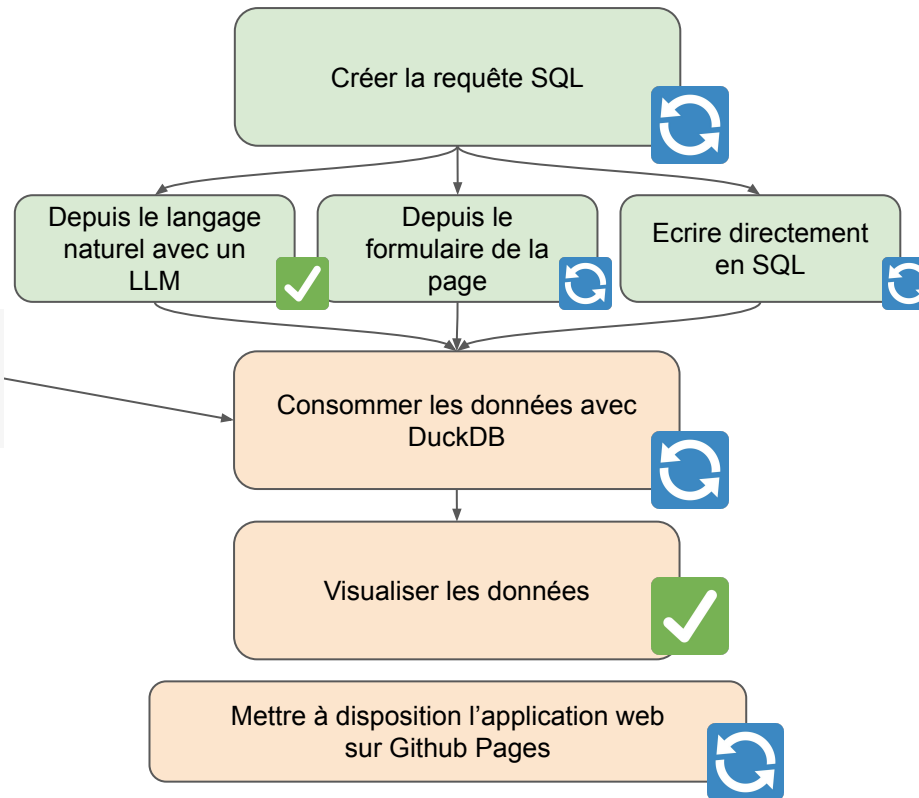 Créer la requête SQL
Depuis le langage
naturel avec un
LLM
Depuis le
formulaire de la
page
Ecrire directement
en SQL
Consommer les données avec
DuckDB
Visualiser les données
Mettre à disposition l’application web
sur Github Pages